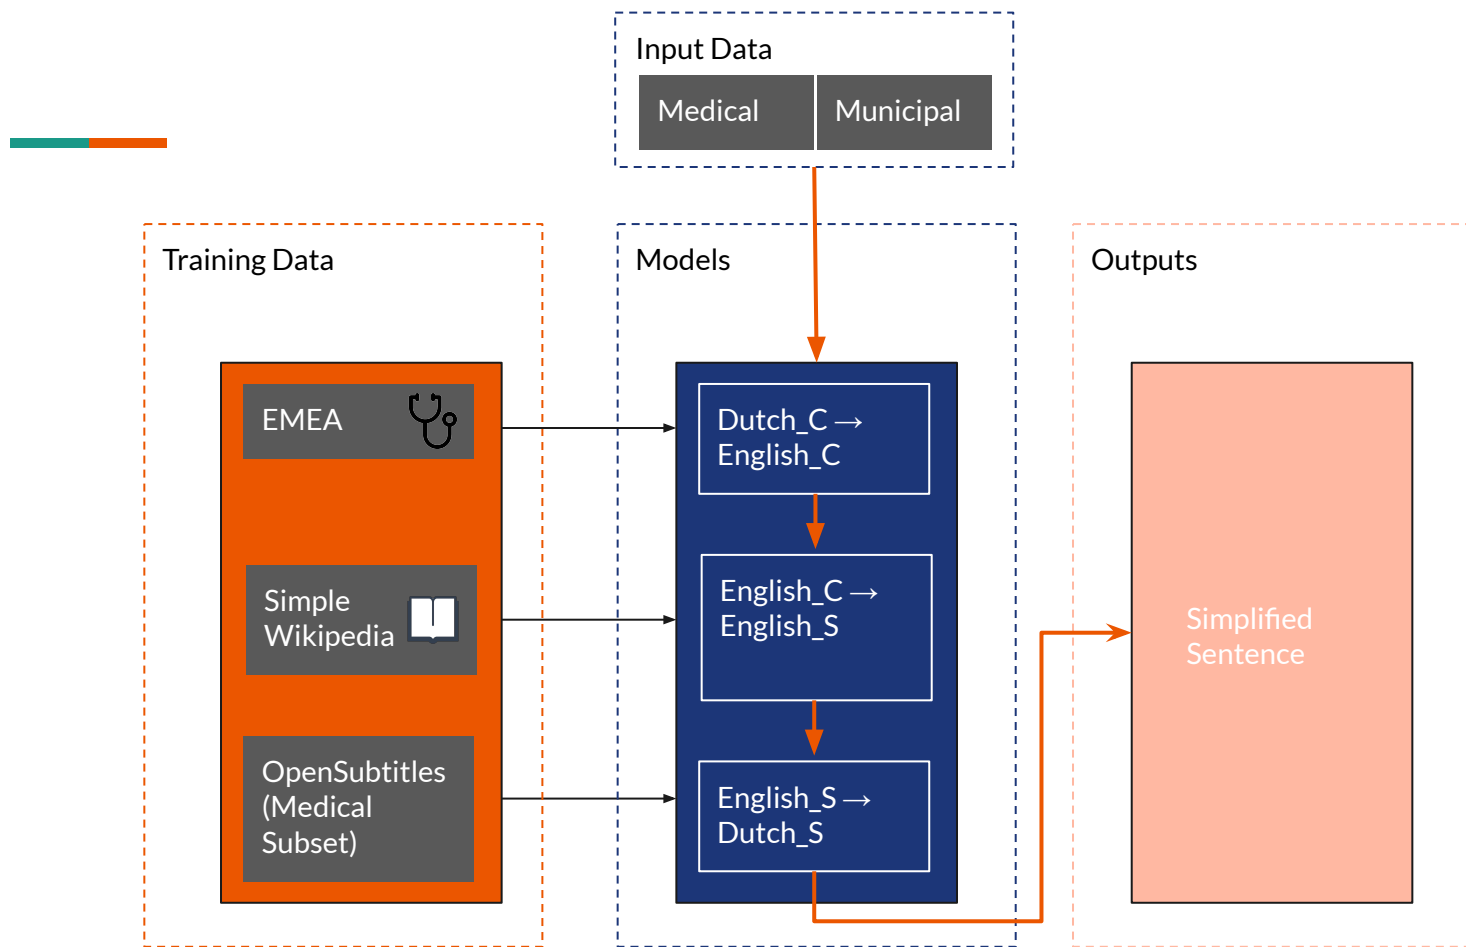 Input Data
Medical
Municipal
Training Data
EMEA
Simple
Wikipedia
OpenSubtitles
(Medical
Subset)
Models
Dutch_C →
English_C
English_C →
English_S
English_S →
Dutch_S
Outputs
Simplified
Sentence